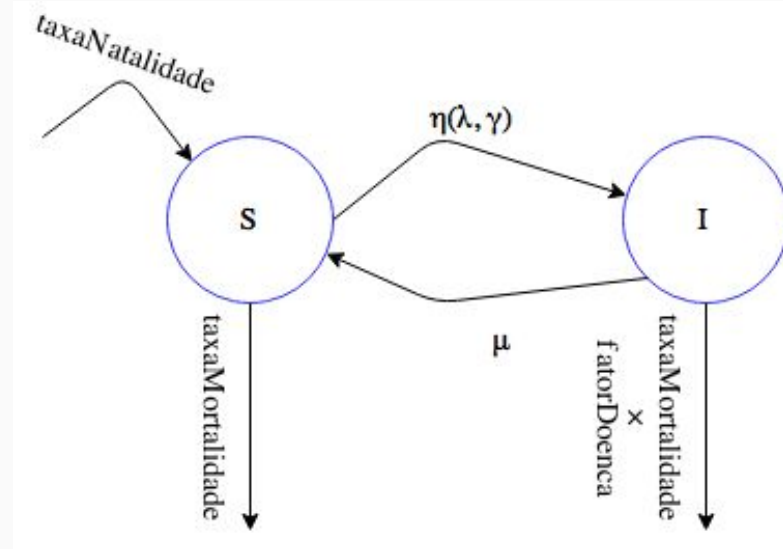 taxaNatalidade
η(λ, γ)
S
I
μ
taxaMortalidade
taxaMortalidade
×
fatorDoenca